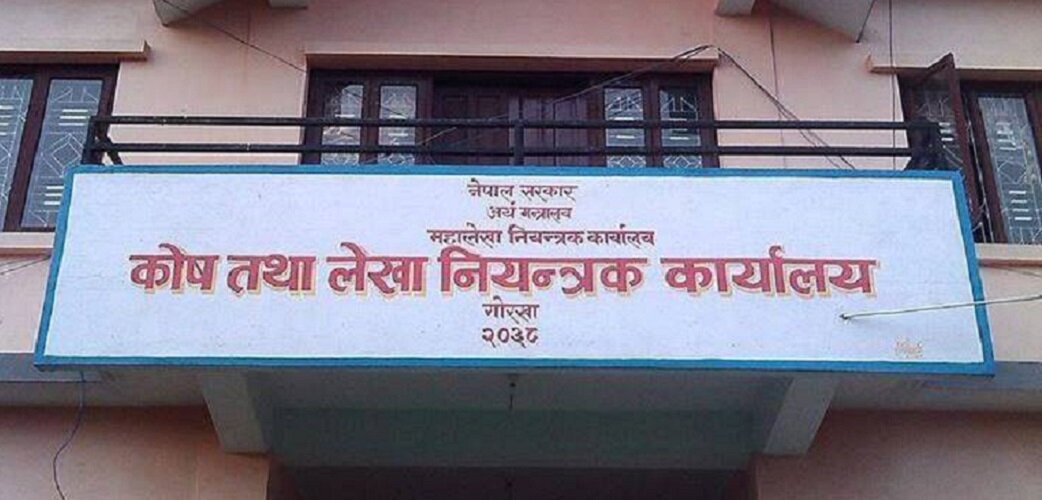 नेपाल सरकार
अर्थ मन्त्रालय
महालेखा नियन्त्रक कार्यालय
कोष तथा लेखा नियन्त्रक कार्यालय
गोरखा
२०३८